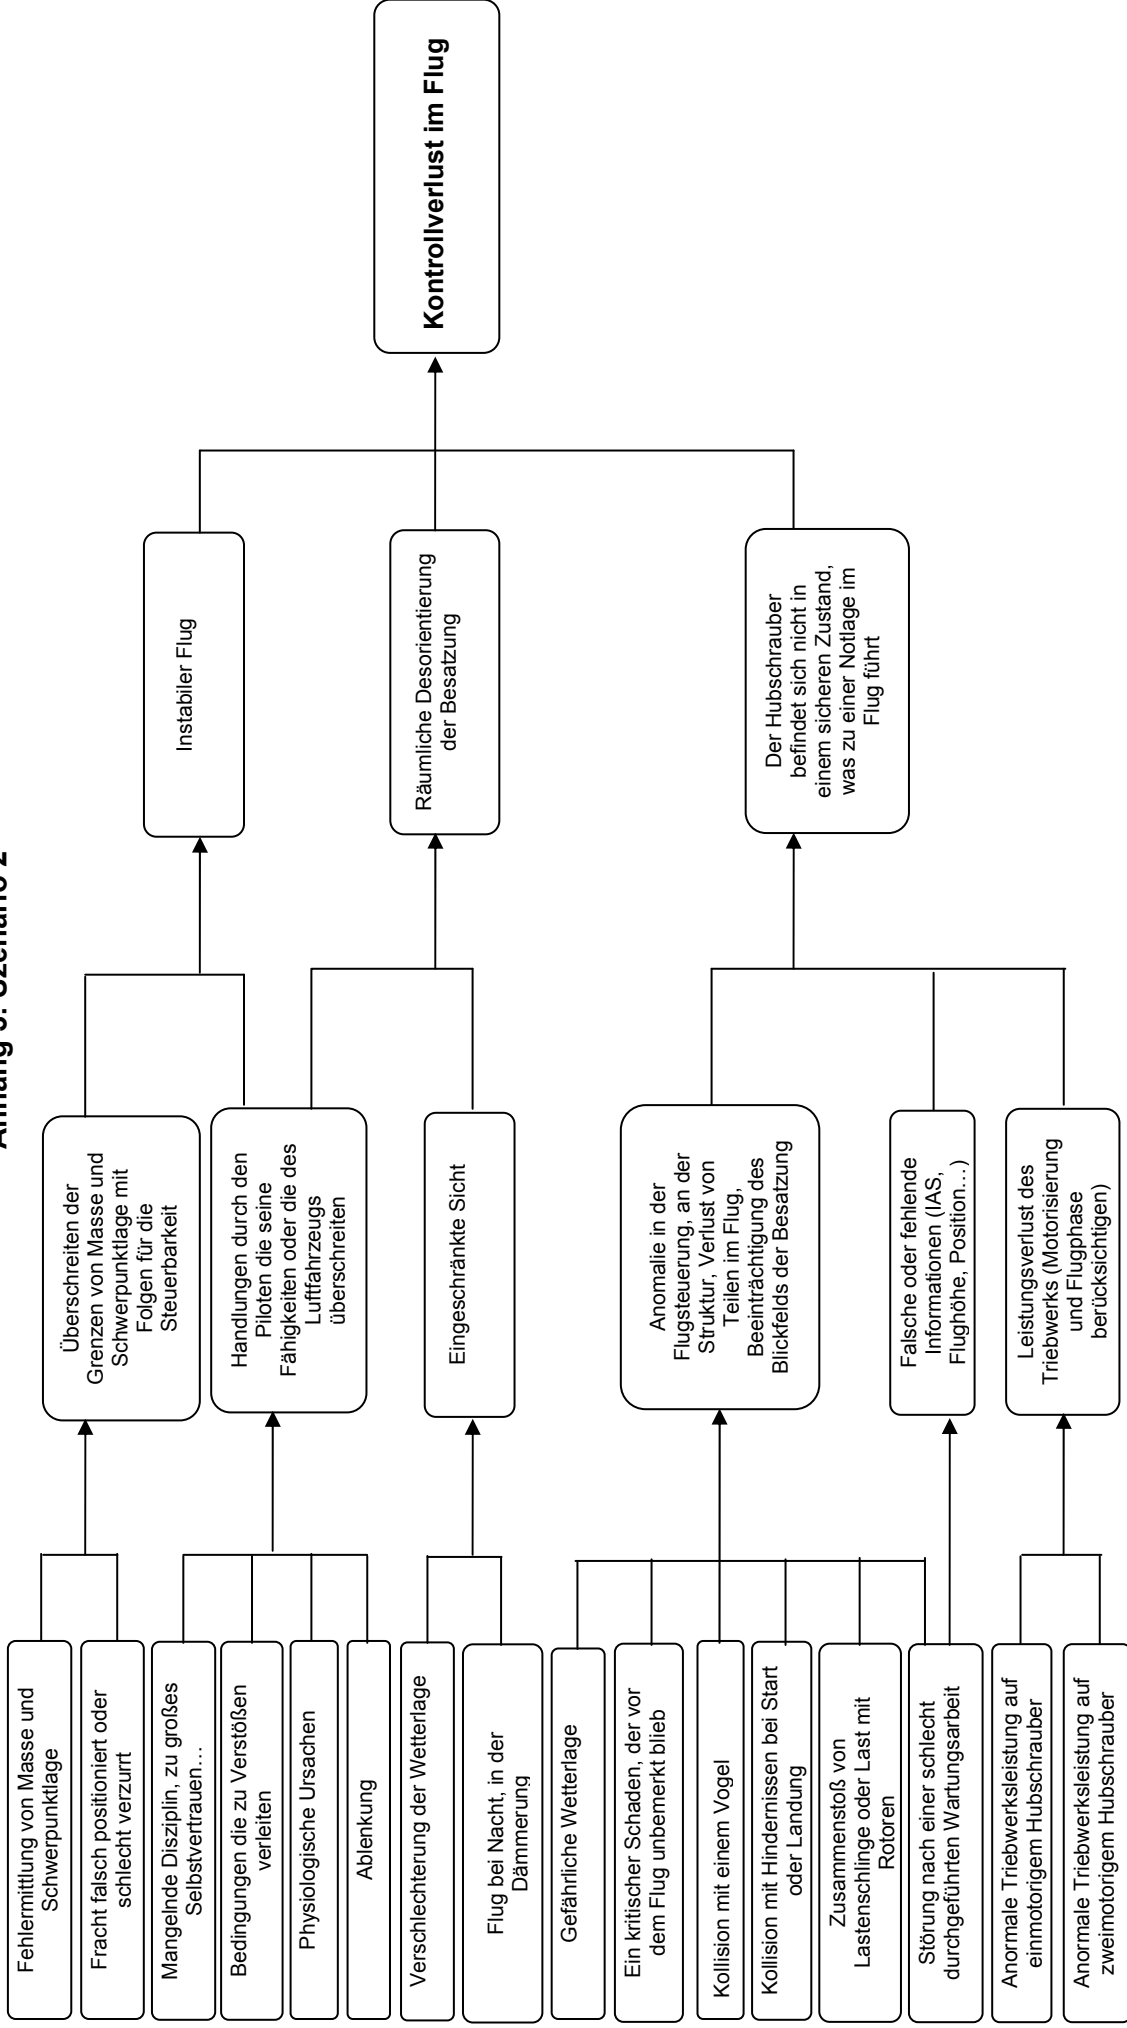 Anhang 3: Szenario 2
Fehlermittlung von Masse und
Schwerpunktlage
Fracht falsch positioniert oder
schlecht verzurrt
Mangelnde Disziplin, zu großes
Selbstvertrauen…
Bedingungen die zu Verstößen
verleiten
Physiologische Ursachen
Ablenkung
Verschlechterung der Wetterlage
Flug bei Nacht, in der
Dämmerung
Gefährliche Wetterlage
Ein kritischer Schaden, der vor
dem Flug unbemerkt blieb
Kollision mit einem Vogel
Kollision mit Hindernissen bei Start
oder Landung
Zusammenstoß von
Lastenschlinge oder Last mit
Rotoren
Störung nach einer schlecht
durchgeführten Wartungsarbeit
Anormale Triebwerksleistung auf
einmotorigem Hubschrauber
Anormale Triebwerksleistung auf
zweimotorigem Hubschrauber
Überschreiten der
Grenzen von Masse und
Schwerpunktlage mit
Folgen für die
Steuerbarkeit
Handlungen durch den
Piloten die seine
Fähigkeiten oder die des
Luftfahrzeugs
überschreiten
Eingeschränkte Sicht
Anomalie in der
Flugsteuerung, an der
Struktur, Verlust von
Teilen im Flug,
Beeinträchtigung des
Blickfelds der Besatzung
Falsche oder fehlende
Informationen (IAS,
Flughöhe, Position…)
Leistungsverlust des
Triebwerks (Motorisierung
und Flugphase
berücksichtigen)
Instabiler Flug
Räumliche Desorientierung
der Besatzung
Der Hubschrauber
befindet sich nicht in
einem sicheren Zustand,
was zu einer Notlage im
Flug führt
Kontrollverlust im Flug